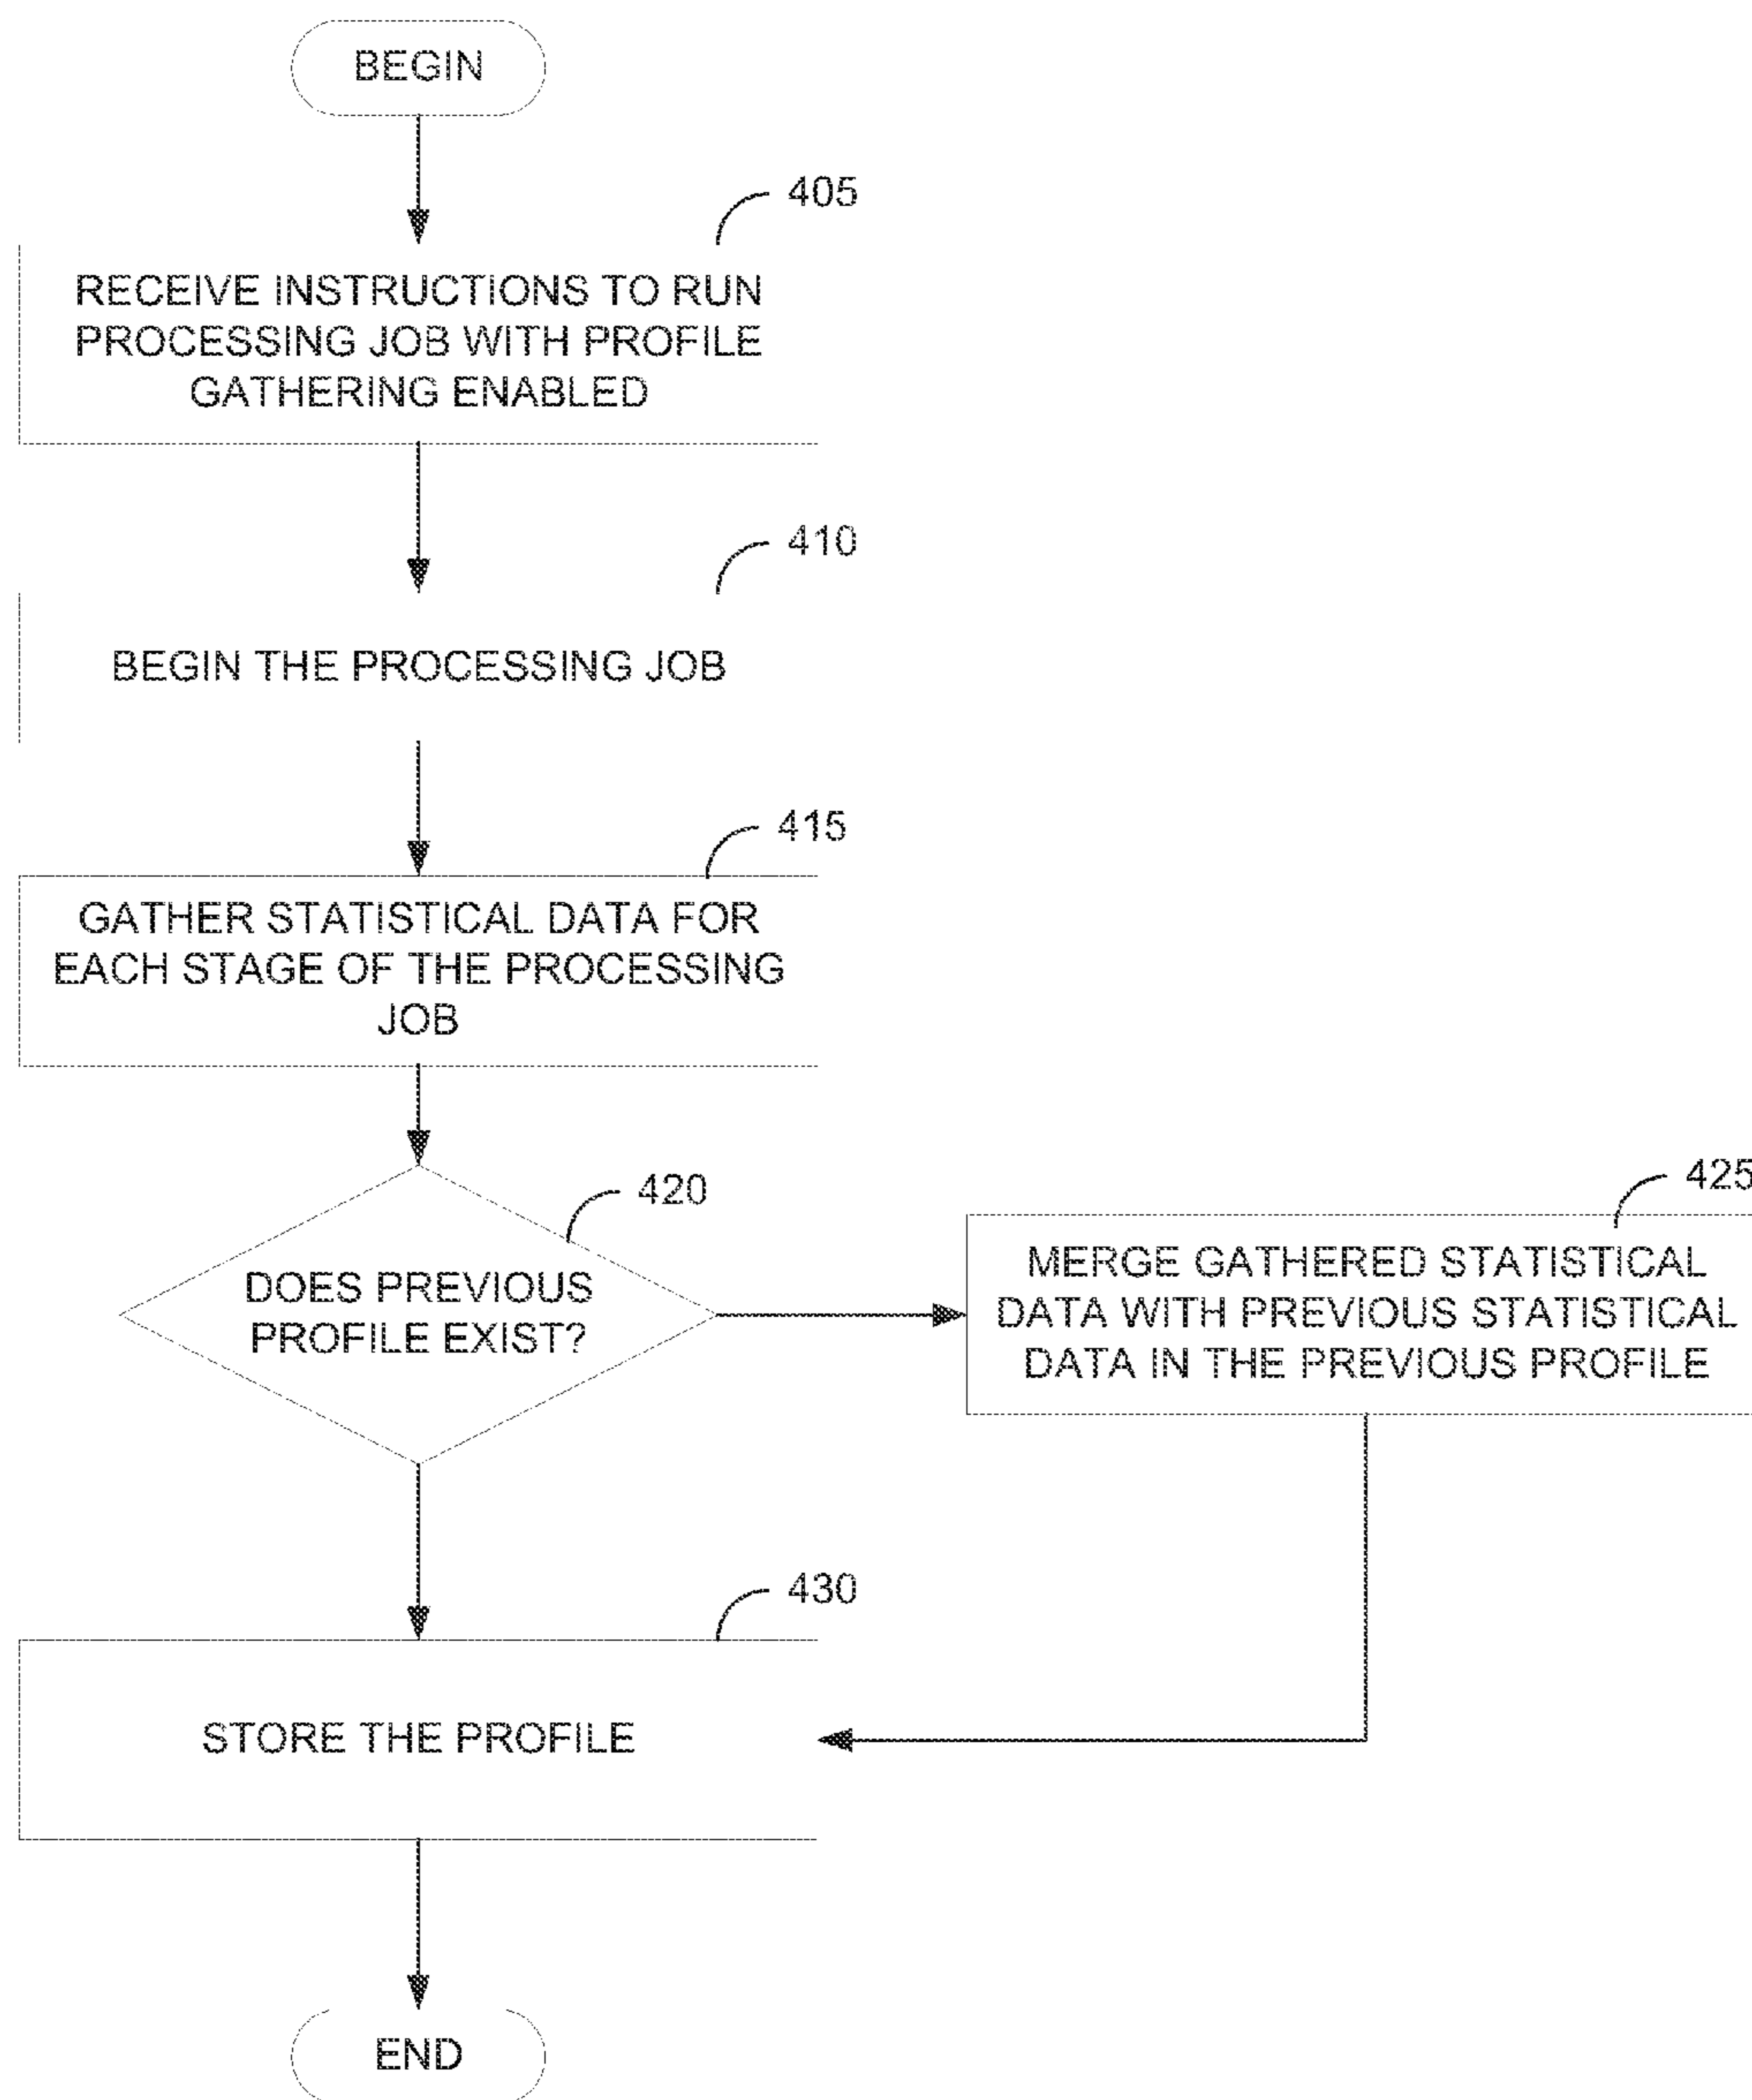 BEGIN
405
RECEIVE INSTRUCTIONS TO RUN
PROCESSING JOB WITH PROFILE
GATHERING ENABLED
410
BEGIN THE PROCESSING JOB
415
GATHER STATISTICAL DATA FOR
EACH STAGE OF THE PROCESSING
JOB
420
DOES PREVIOUS
PROFILE EXIST?
425
MERGE GATHERED STATISTICAL
DATA WITH PREVIOUS STATISTICAL
DATA IN THE PREVIOUS PROFILE
430
STORE THE PROFILE
END